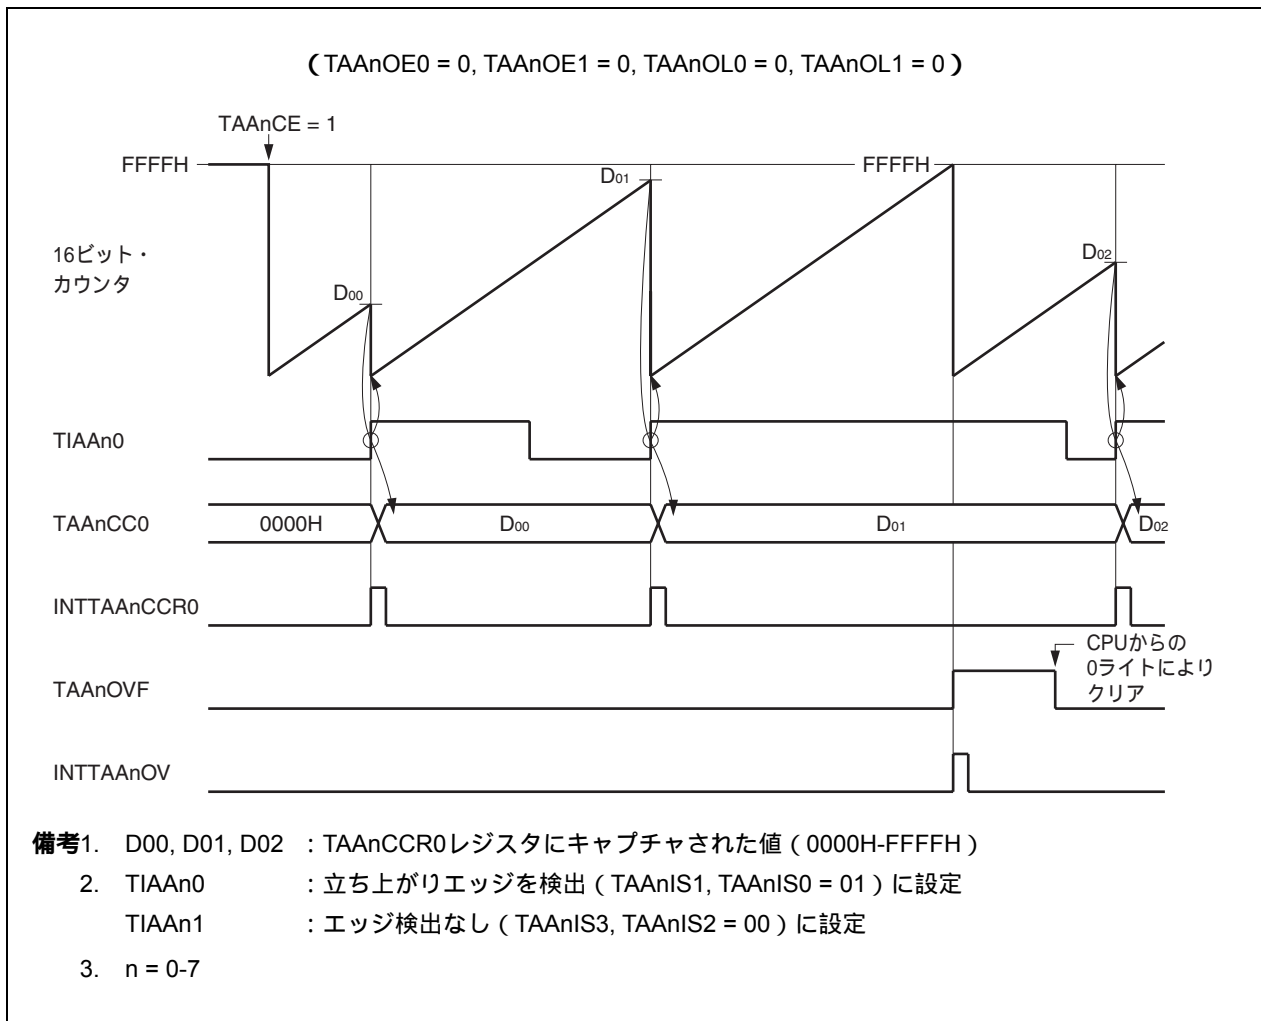 （TAAnOE0 = 0, TAAnOE1 = 0, TAAnOL0 = 0, TAAnOL1 = 0）
TAAnCE = 1
FFFFH
FFFFH
D01
D02
16ビット・
カウンタ
D00
TIAAn0
TAAnCC0
0000H
D00
D01
D02
INTTAAnCCR0
CPUからの
0ライトにより
クリア
TAAnOVF
INTTAAnOV
備考1. D00, D01, D02 ：TAAnCCR0レジスタにキャプチャされた値（0000H-FFFFH）
2. TIAAn0 ：立ち上がりエッジを検出（TAAnIS1, TAAnIS0 = 01）に設定
TIAAn1 ：エッジ検出なし（TAAnIS3, TAAnIS2 = 00）に設定
3. n = 0-7